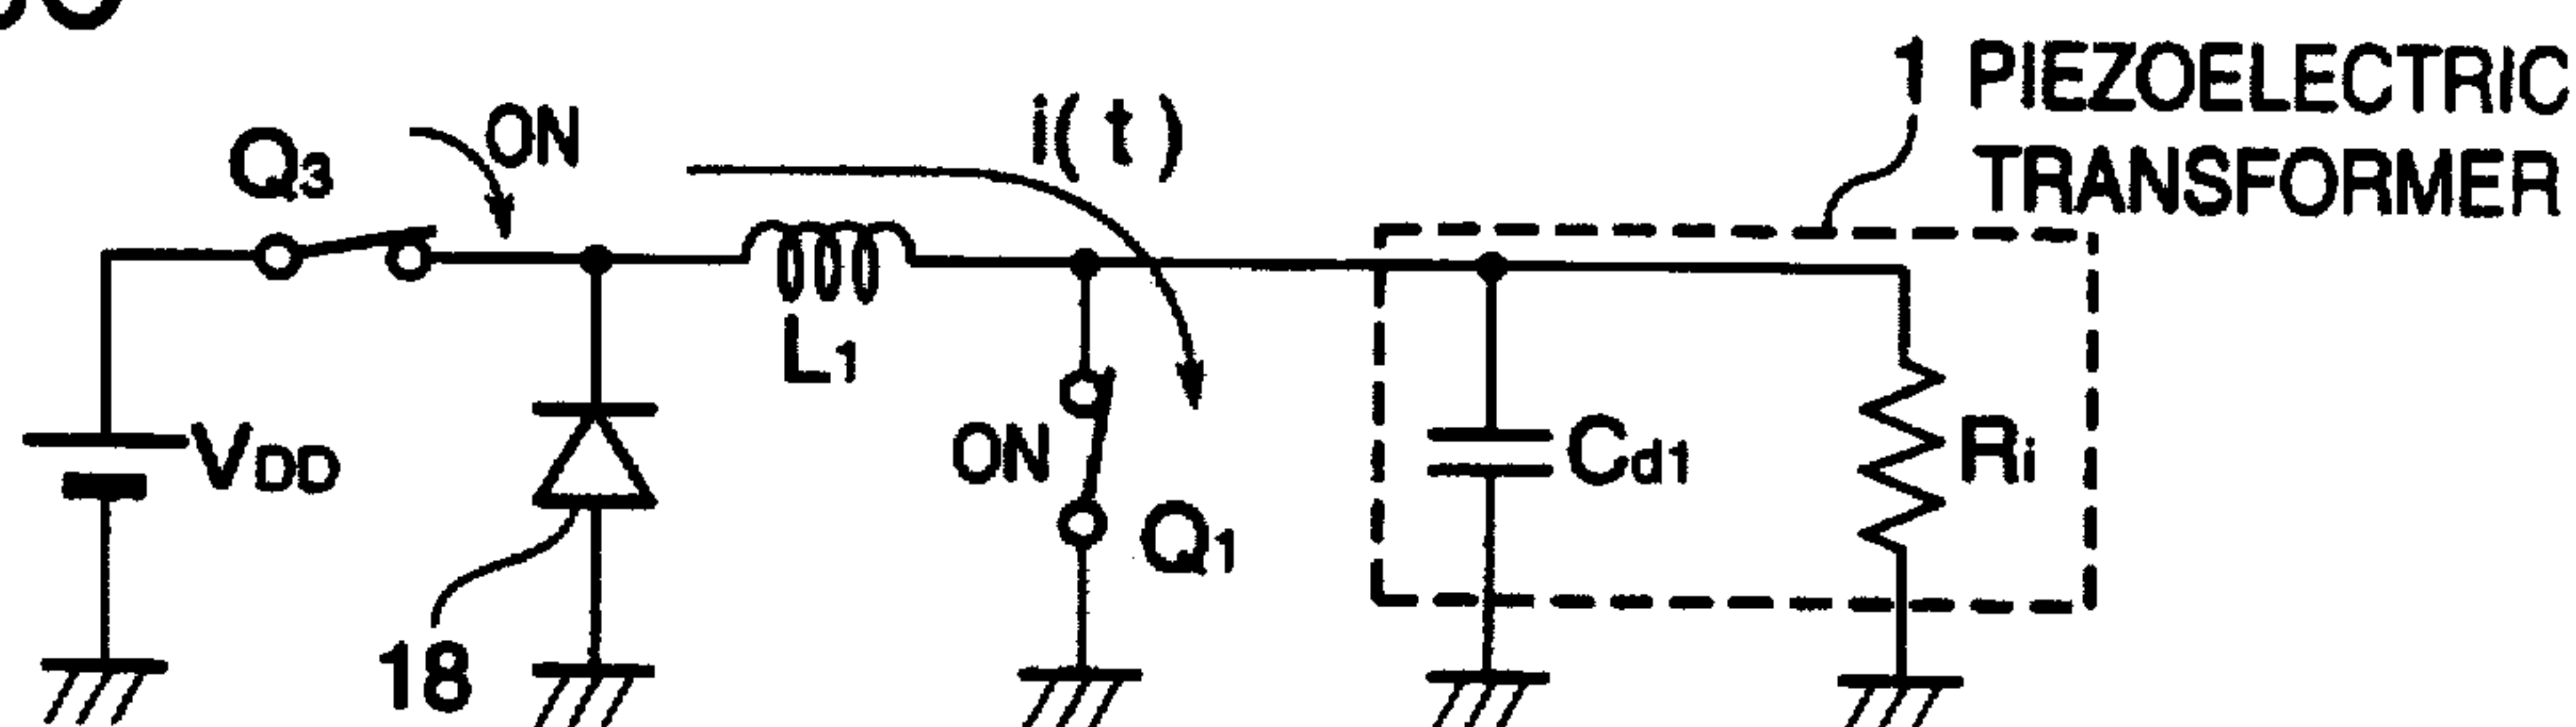 1 PIEZOELECTRIC
TRANSFORMER
i(t)
ON
Q3
L1
VDD
ON
Q1
Cd1
Ri
18